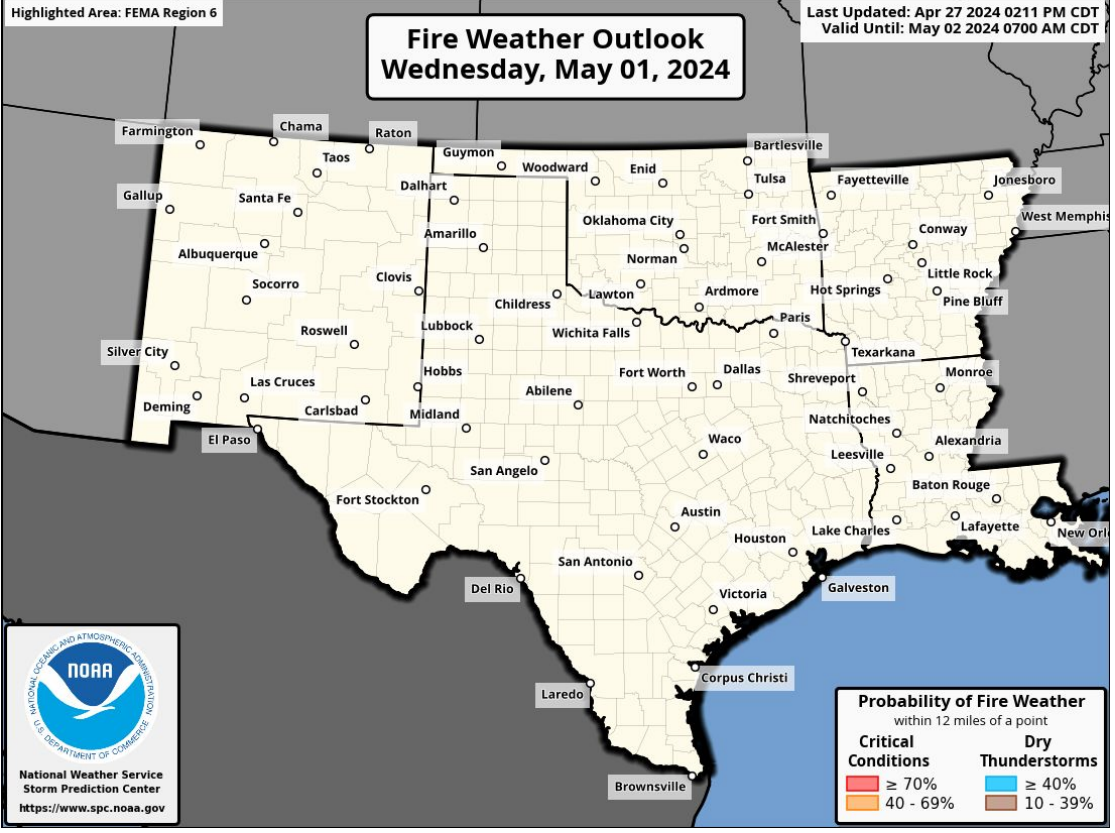 Highlighted Area: FEMA Region 6
Last Updated: Apr 27 2024 0211 PM CDT
Valid Until: May 02 2024 0700 AM CDT
Fire Weather Outlook
Wednesday, May 01, 2024
Farmington
Chama
Raton
Taos
Guymon
Woodward
Enid
Bartlesville
Tulsa
Fayetteville
Jonesboro
Gallup
Santa Fe
Dalhart
Oklahoma City
Fort Smith
West Memphis
Albuquerque
Amarillo
Norman
McAlester
Conway
Socorro
Clovis
Childress
Lawton
Ardmore
Hot Springs
Little Rock
Pine Bluff
Roswell
Lubbock
Wichita Falls
Paris
Silver City
Texarkana
Las Cruces
Hobbs
Abilene
Fort Worth
Dallas
Shreveport
Monroe
Deming
Carlsbad
Midland
Natchitoches
El Paso
Waco
Alexandria
San Angelo
Leesville
Fort Stockton
Baton Rouge
Austin
Houston
Lake Charles
Lafayette
New Orl
San Antonio
Del Rio
Victoria
Galveston
Laredo
Corpus Christi
Brownsville
NATIONAL OCEANIC AND ATMOSPHERIC ADMINISTRATION
NOAA
U.S. DEPARTMENT OF COMMERCE
National Weather Service
Storm Prediction Center
https://www.spc.noaa.gov
Probability of Fire Weather
within 12 miles of a point
Critical
Conditions
≥ 70%
40 - 69%
Dry
Thunderstorms
≥ 40%
10 - 39%